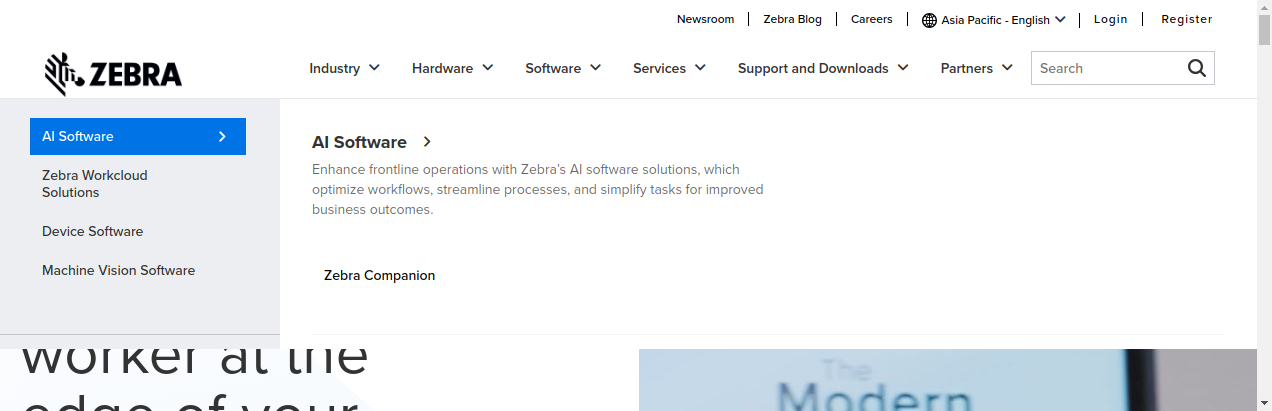 Newsroom
Zebra Blog
Careers
Asia Pacific - English
Login
Register
ZEBRA
Industry
Hardware
Software
Services
Support and Downloads
Partners
Search
AI Software
Zebra Workcloud
Solutions
Device Software
Machine Vision Software
AI Software
Enhance frontline operations with Zebra's AI software solutions, which
optimize workflows, streamline processes, and simplify tasks for improved
business outcomes.
Zebra Companion
worker at the
edge of your
The
Modern